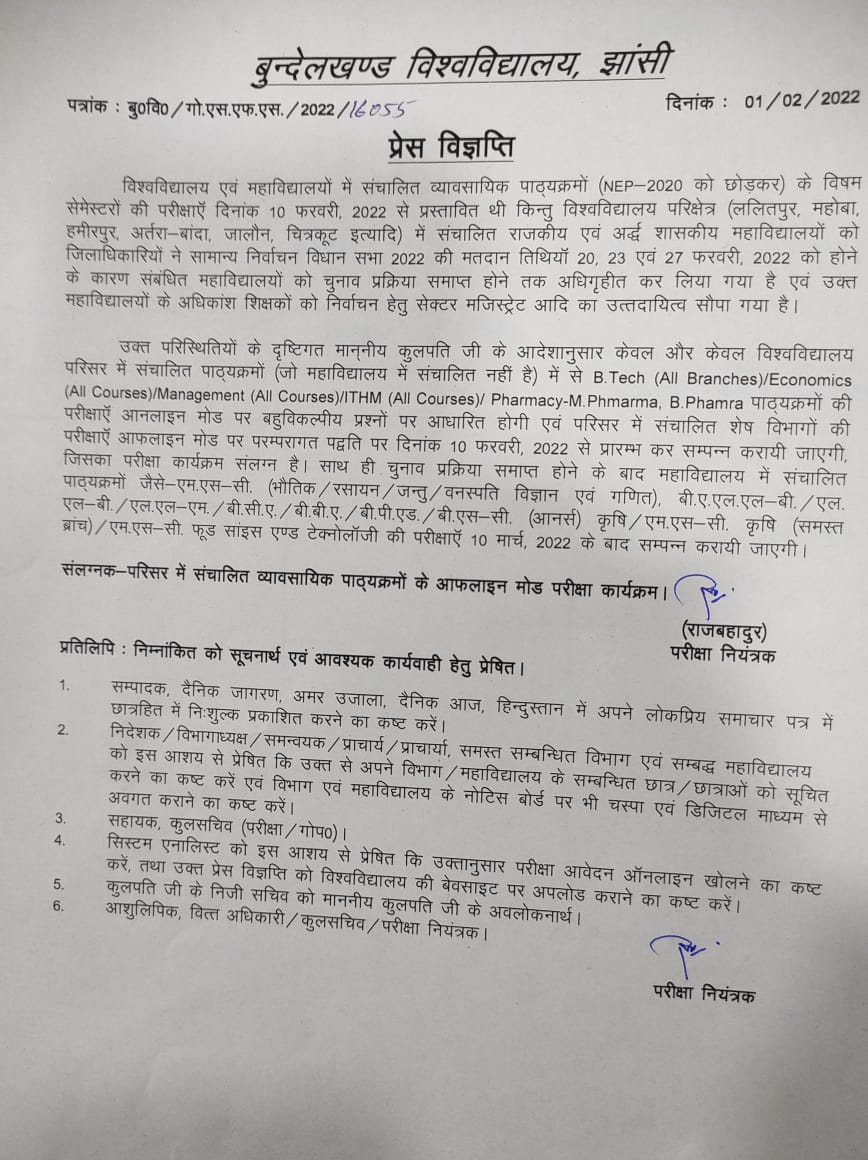 बुन्देलखण्ड विश्वविद्यालय, झांसी
पत्रांक : बु0वि0/गो.एस.एफ.एस./2022/16055
दिनांक : 01/02/2022
प्रेस विज्ञप्ति
विश्वविद्यालय एवं महाविद्यालयों में संचालित व्यावसायिक पाठ्यक्रमों (NEP-2020 को छोड़कर) के विषम
सेमेस्टरों की परीक्षाऍ दिनांक 10 फरवरी, 2022 से प्रस्तावित थी किन्तु विश्वविद्यालय परिक्षेत्र (ललितपुर, महोबा,
हमीरपुर, अर्तरा-बांदा, जालौन, चित्रकूट इत्यादि) में संचालित राजकीय एवं अर्द्ध शासकीय महाविद्यालयों को
जिलाधिकारियों ने सामान्य निर्वाचन विधान सभा 2022 की मतदान तिथियॉ 20, 23 एवं 27 फरवरी, 2022 को होने
के कारण संबंधित महाविद्यालयों को चुनाव प्रक्रिया समाप्त होने तक अधिगृहीत कर लिया गया है एवं उक्त
महाविद्यालयों के अधिकांश शिक्षकों को निर्वाचन हेतु सेक्टर मजिस्ट्रेट आदि का उत्तदायित्व सौपा गया है।
उक्त परिस्थितियों के दृष्टिगत मान्नीय कुलपति जी के आदेशानुसार केवल और केवल विश्वविद्यालय
परिसर में संचालित पाठ्यक्रमों (जो महाविद्यालय में संचालित नहीं है) में से B.Tech (All Branches)/Economics
(All Courses)/Management (All Courses)/ITHM (All Courses)/ Pharmacy-M.Phmarma, B.Phamra पाठ्यक्रमों की
परीक्षाऍ आनलाइन मोड पर बहुविकल्पीय प्रश्नों पर आधारित होगी एवं परिसर में संचालित शेष विभागों की
परीक्षाऍ आफलाइन मोड पर परम्परागत पद्वति पर दिनांक 10 फरवरी, 2022 से प्रारम्भ कर सम्पन्न करायी जाएगी,
जिसका परीक्षा कार्यक्रम संलग्न है। साथ ही चुनाव प्रक्रिया समाप्त होने के बाद महाविद्यालय में संचालित
पाठ्यक्रमों जैसे-एम.एस-सी. (भौतिक/रसायन/जन्तु/वनस्पति विज्ञान एवं गणित), बी.ए.एल.एल-बी./एल.
एल-बी./एल.एल-एम./बी.सी.ए./बी.बी.ए./बी.पी.एड./बी.एस-सी. (आनर्स) कृषि/एम.एस-सी. कृषि (समस्त
ब्रांच)/एम.एस-सी. फूड सांइस एण्ड टेक्नोलॉजी की परीक्षाऍ 10 मार्च, 2022 के बाद सम्पन्न करायी जाएगी।
संलग्नक-परिसर में संचालित व्यावसायिक पाठ्यक्रमों के आफलाइन मोड परीक्षा कार्यक्रम।
(राजबहादुर)
परीक्षा नियंत्रक
प्रतिलिपि : निम्नांकित को सूचनार्थ एवं आवश्यक कार्यवाही हेतु प्रेषित।
1. सम्पादक, दैनिक जागरण, अमर उजाला, दैनिक आज, हिन्दुस्तान में अपने लोकप्रिय समाचार पत्र में
छात्रहित में निःशुल्क प्रकाशित करने का कष्ट करें।
2. निदेशक/विभागाध्यक्ष/समन्वयक/प्राचार्य/प्राचार्या, समस्त सम्बन्धित विभाग एवं सम्बद्ध महाविद्यालय
को इस आशय से प्रेषित कि उक्त से अपने विभाग/महाविद्यालय के सम्बन्धित छात्र/छात्राओं को सूचित
करने का कष्ट करें एवं विभाग एवं महाविद्यालय के नोटिस बोर्ड पर भी चस्पा एवं डिजिटल माध्यम से
अवगत कराने का कष्ट करें।
3. सहायक, कुलसचिव (परीक्षा/गोप0)।
4. सिस्टम एनालिस्ट को इस आशय से प्रेषित कि उक्तानुसार परीक्षा आवेदन ऑनलाइन खोलने का कष्ट
करें, तथा उक्त प्रेस विज्ञप्ति को विश्वविद्यालय की बेवसाइट पर अपलोड कराने का कष्ट करें।
5. कुलपति जी के निजी सचिव को माननीय कुलपति जी के अवलोकनार्थ।
6. आशुलिपिक, वित्त अधिकारी/कुलसचिव/परीक्षा नियंत्रक।
परीक्षा नियंत्रक